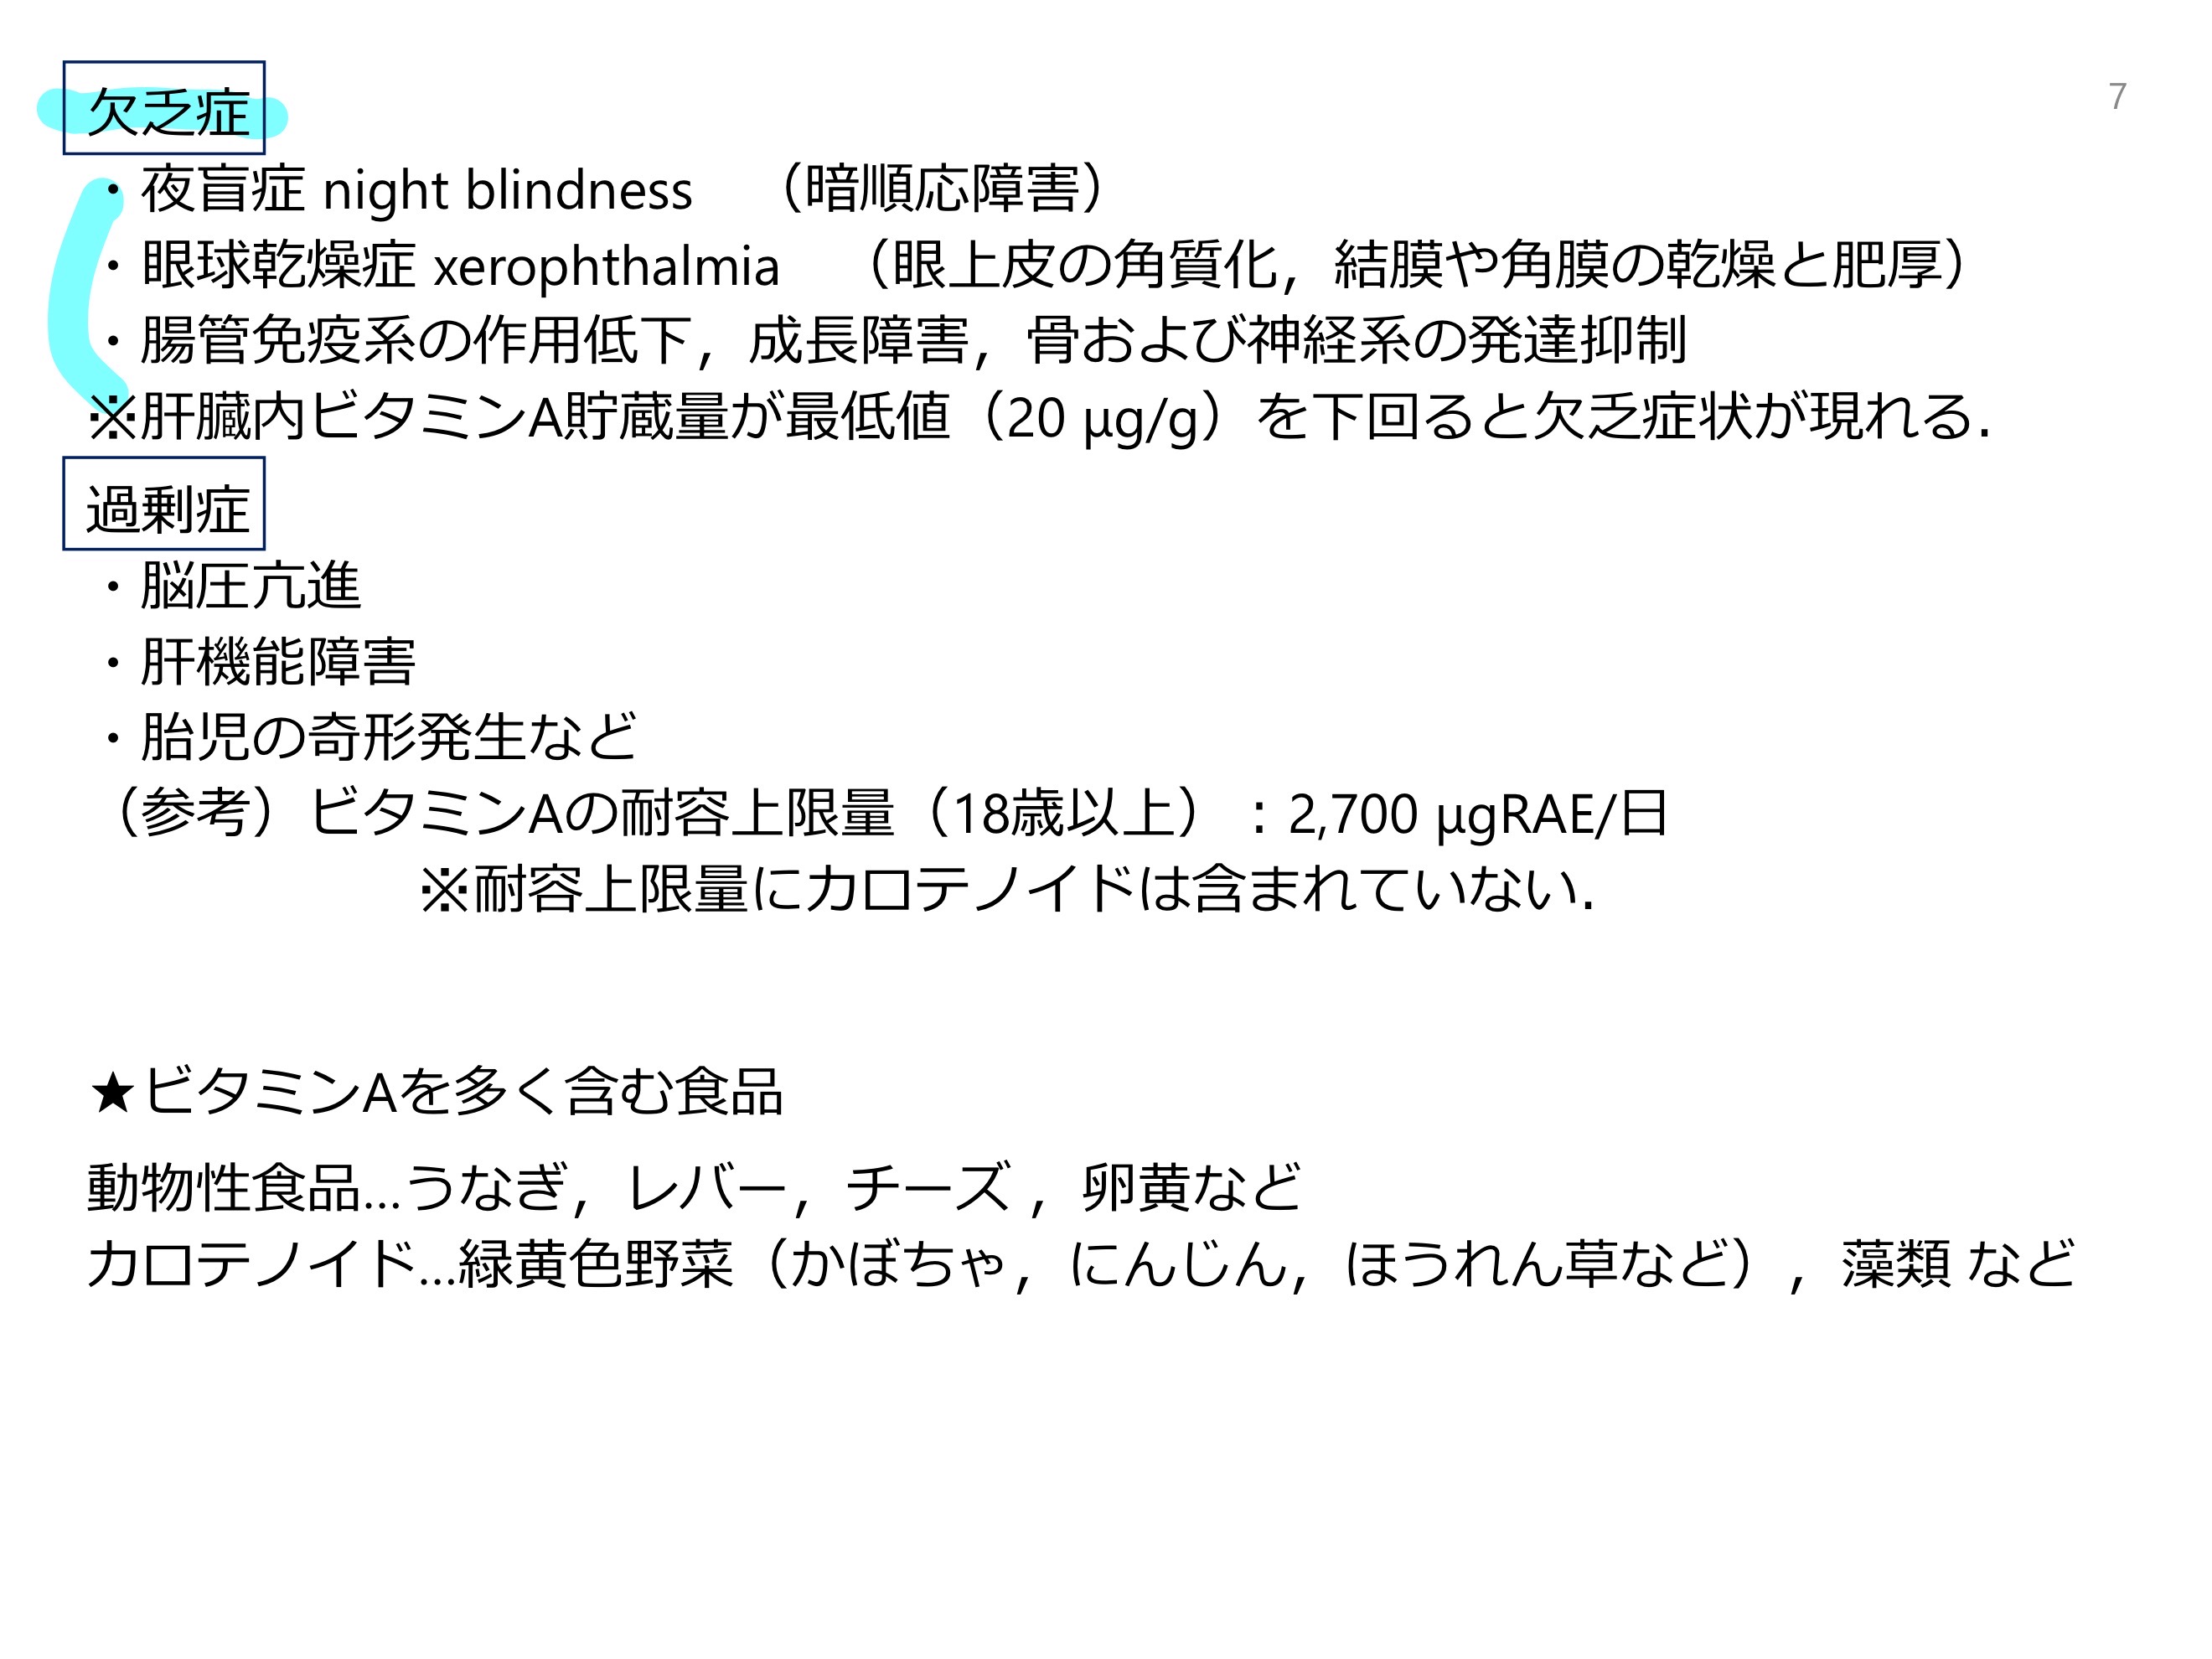 7
欠乏症
・夜盲症 night blindness （暗順応障害）
・眼球乾燥症 xerophthalmia （眼上皮の角質化，結膜や角膜の乾燥と肥厚）
・腸管免疫系の作用低下，成長障害，骨および神経系の発達抑制
※肝臓内ビタミンA貯蔵量が最低値（20 μg/g）を下回ると欠乏症状が現れる．
過剰症
・脳圧亢進
・肝機能障害
・胎児の奇形発生など
（参考）ビタミンAの耐容上限量（18歳以上）：2,700 μgRAE/日
※耐容上限量にカロテノイドは含まれていない．
★ビタミンAを多く含む食品
動物性食品…うなぎ，レバー，チーズ，卵黄など
カロテノイド…緑黄色野菜（かぼちゃ，にんじん，ほうれん草など），藻類 など